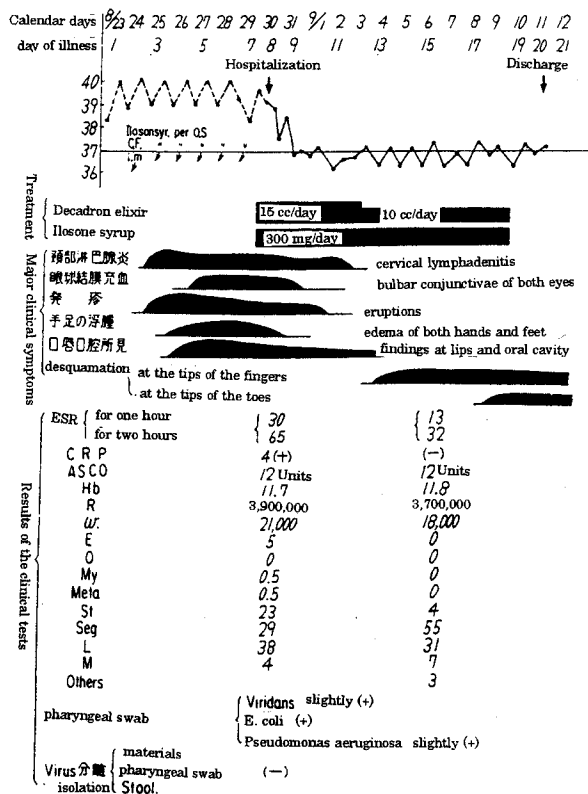 Calendar days 8/23 24 25 26 27 28 29 30 31 9/1 2 3 4 5 6 7 8 9 10 11 12
day of illness 1 3 5 7 8 9 11 13 15 17 19 20 21
Hospitalization Discharge
40
39
38
37
36
Ilosonsyr. per O.S
C.F. " " " " "
i.m
Treatment
Decadron elixir 15 cc/day 10 cc/day
Ilosone syrup 300 mg/day
Major clinical symptoms
頚部淋巴腺炎 cervical lymphadenitis
眼球結膜充血 bulbar conjunctivae of both eyes
発疹 eruptions
手足の浮腫 edema of both hands and feet
口唇口腔所見 findings at lips and oral cavity
desquamation at the tips of the fingers
at the tips of the toes
Results of the clinical tests
ESR for one hour 30 13
for two hours 65 32
CRP 4(+) (−)
ASCO 12 Units 12 Units
Hb 11.7 11.8
R 3,900,000 3,700,000
W. 21,000 18,000
E 5 0
O 0 0
My 0.5 0
Meta 0.5 0
St 23 4
Seg 29 55
L 38 31
M 4 7
Others 3
pharyngeal swab
Viridans slightly (+)
E. coli (+)
Pseudomonas aeruginosa slightly (+)
Virus分離 isolation
materials
pharyngeal swab (−)
Stool.